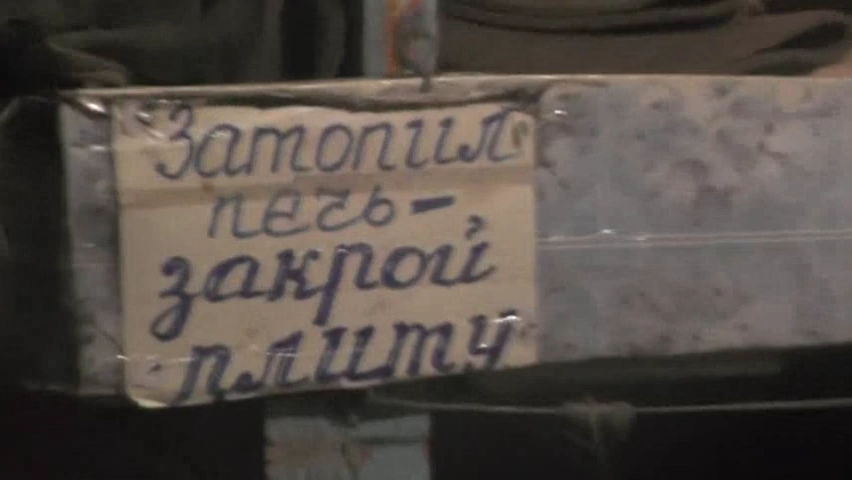 Затопил
печь-
закрой
плиту